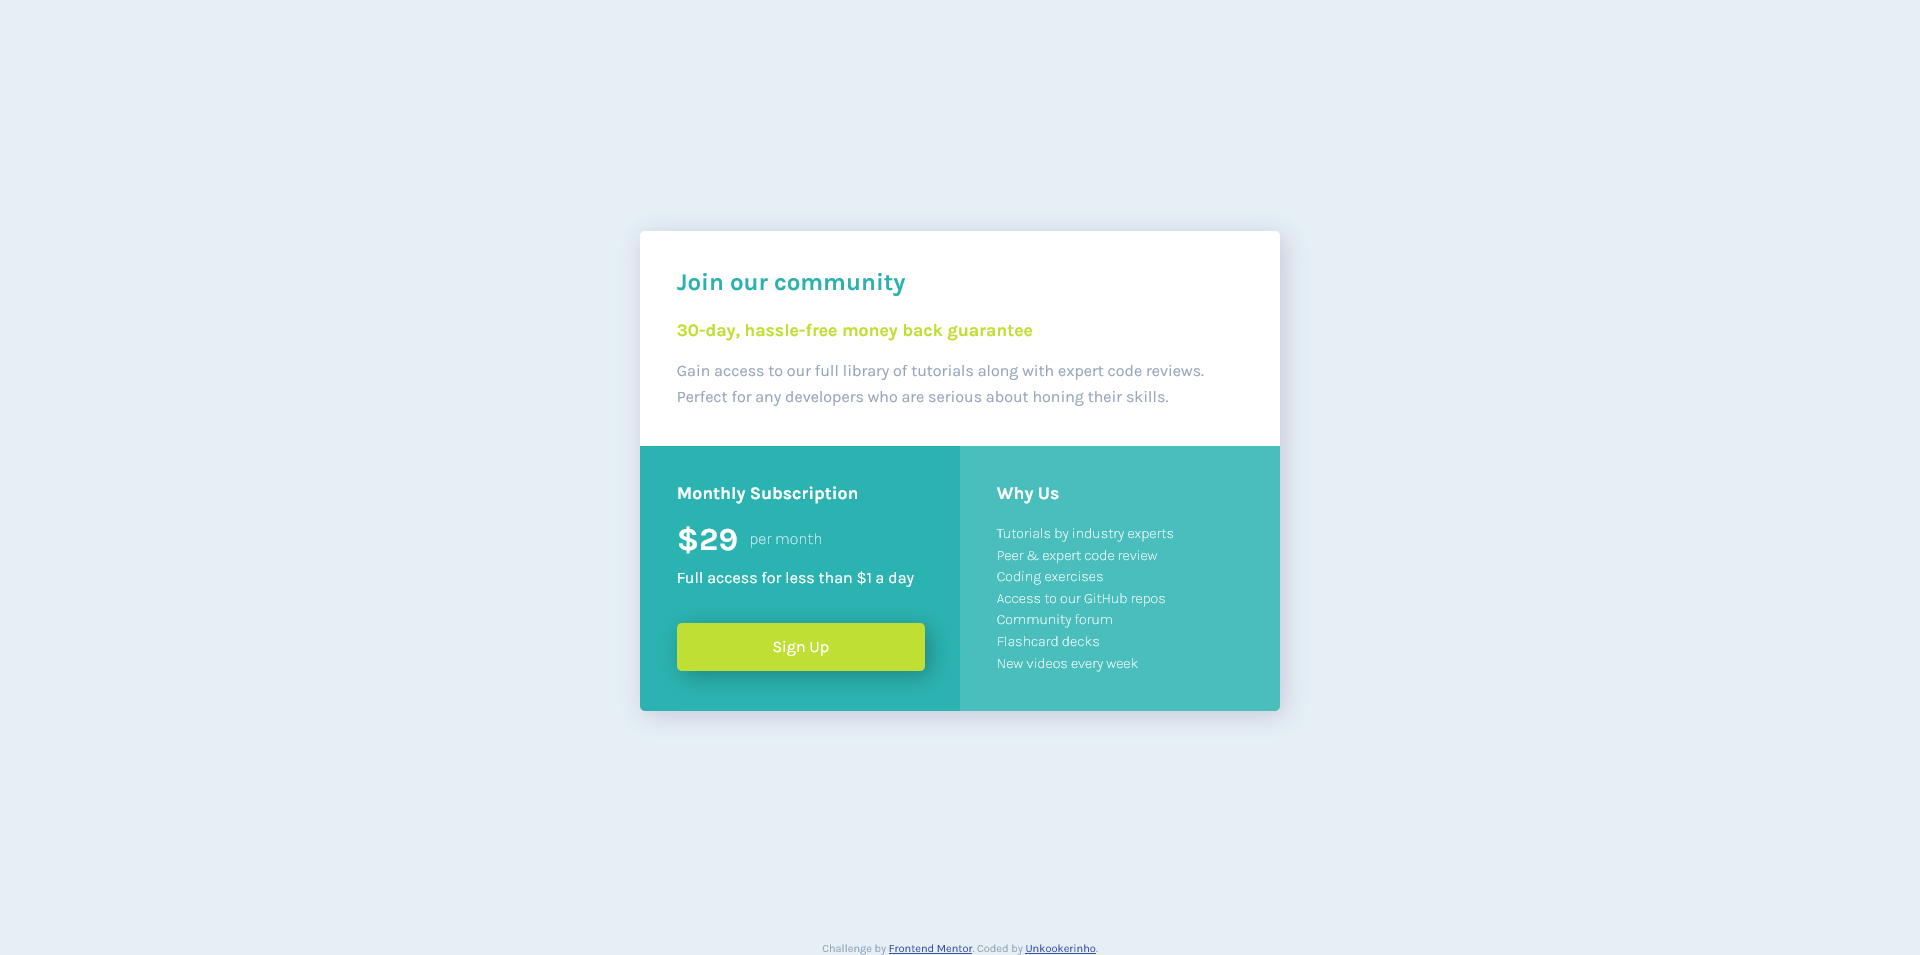 Join our community
30-day, hassle-free money back guarantee
Gain access to our full library of tutorials along with expert code reviews.
Perfect for any developers who are serious about honing their skills.
Monthly Subscription
$29 per month
Full access for less than $1 a day
Sign Up
Why Us
Tutorials by industry experts
Peer & expert code review
Coding exercises
Access to our GitHub repos
Community forum
Flashcard decks
New videos every week
Challenge by Frontend Mentor. Coded by Unkookerinho.